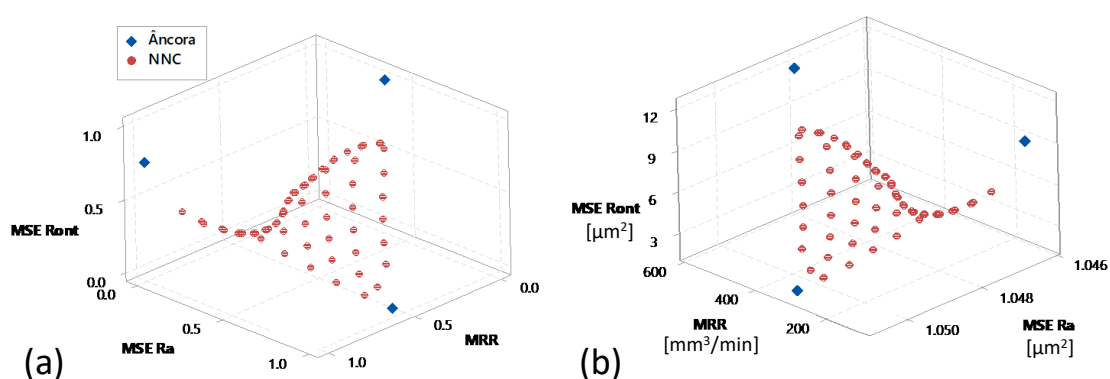 Âncora
NNC
1.0
0.5
MSE Ront
0.0
0.0
0.5
MSE Ra
1.0
1.0
MRR
0.5
0.0
(a)
12
9
6
MSE Ront
[µm²]
3
600
400
MRR
[mm³/min]
200
1.046
1.048
MSE Ra
[µm²]
1.050
(b)